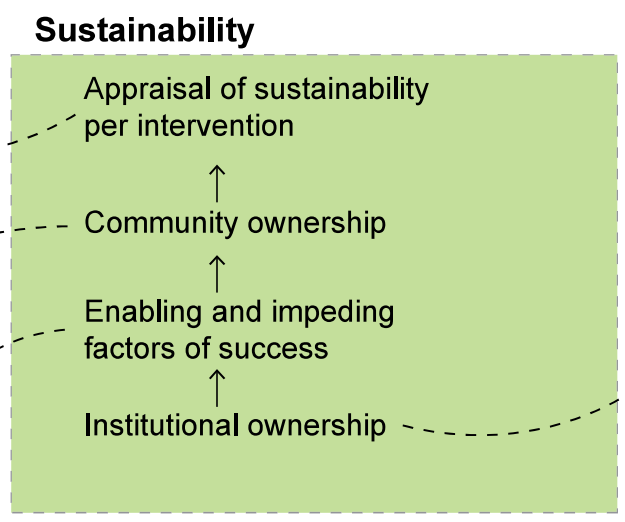 Sustainability
Appraisal of sustainability
per intervention
Community ownership
Enabling and impeding
factors of success
Institutional ownership